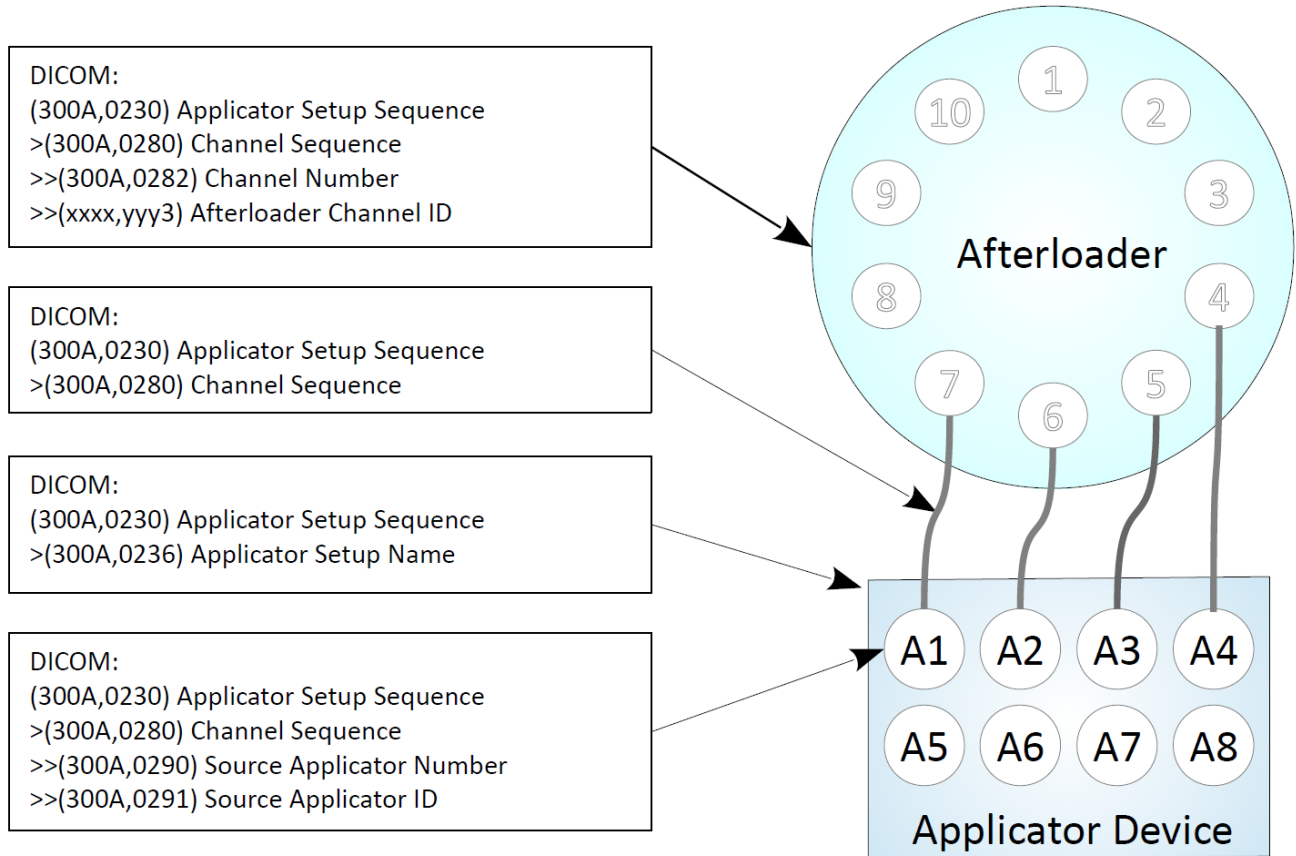 DICOM:
(300A,0230) Applicator Setup Sequence
>(300A,0280) Channel Sequence
>>(300A,0282) Channel Number
>>(xxxx,yyy3) Afterloader Channel ID
DICOM:
(300A,0230) Applicator Setup Sequence
>(300A,0280) Channel Sequence
DICOM:
(300A,0230) Applicator Setup Sequence
>(300A,0236) Applicator Setup Name
DICOM:
(300A,0230) Applicator Setup Sequence
>(300A,0280) Channel Sequence
>>(300A,0290) Source Applicator Number
>>(300A,0291) Source Applicator ID
1
10 2
9 3
Afterloader
8 4
7 5
6
A1 A2 A3 A4
A5 A6 A7 A8
Applicator Device